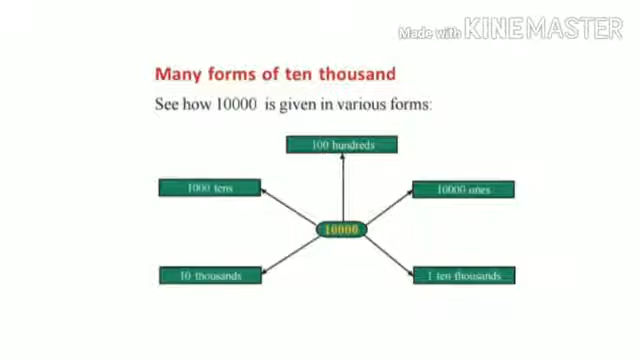 Made with KINEMASTER
Many forms of ten thousand
See how 10000 is given in various forms:
100 hundreds
1000 tens
10000 ones
10000
10 thousands
1 ten thousands